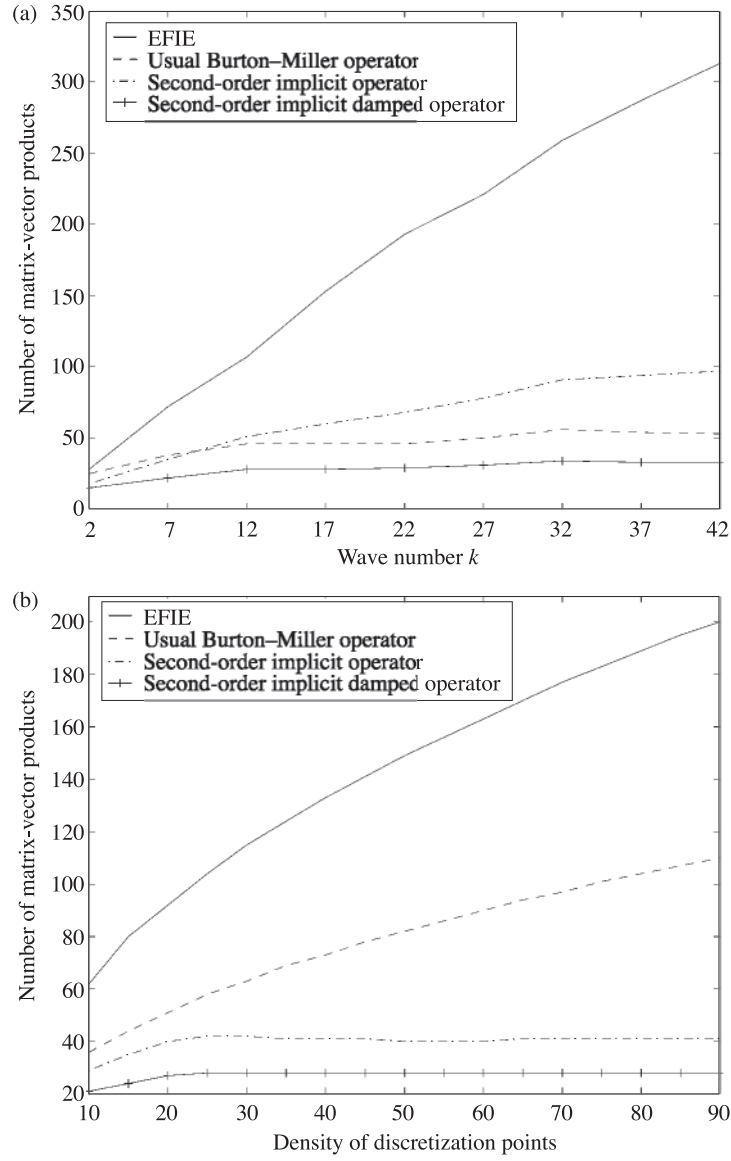 (a)
EFIE
Usual Burton–Miller operator
Second-order implicit operator
Second-order implicit damped operator
350
300
250
200
150
100
50
0
Number of matrix-vector products
2 7 12 17 22 27 32 37 42
Wave number k
(b)
EFIE
Usual Burton–Miller operator
Second-order implicit operator
Second-order implicit damped operator
200
180
160
140
120
100
80
60
40
20
Number of matrix-vector products
10 20 30 40 50 60 70 80 90
Density of discretization points